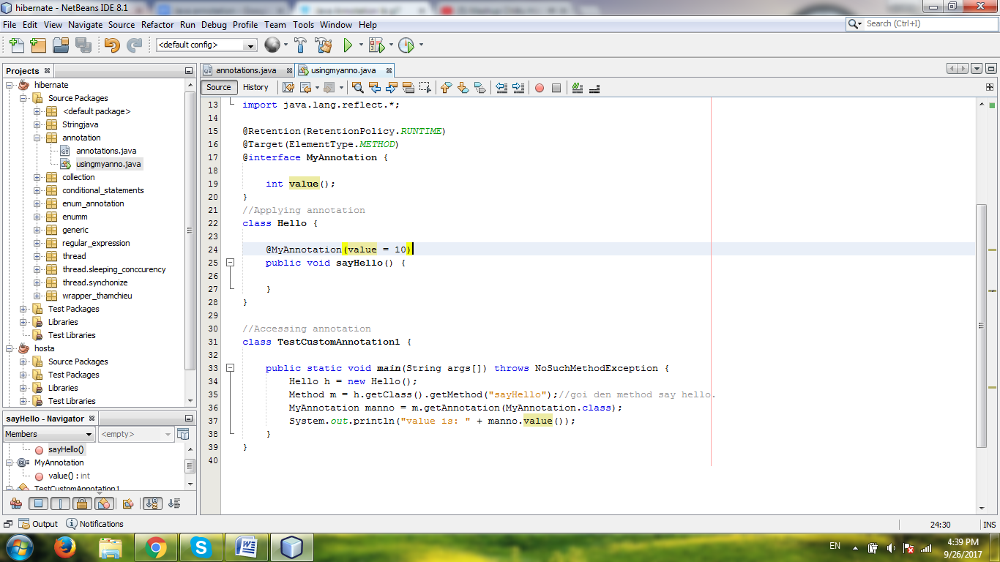 hibernate - NetBeans IDE 8.1
File Edit View Navigate Source Refactor Run Debug Profile Team Tools Window Help
Search (Ctrl+I)
<default config>
Projects
hibernate
Source Packages
<default package>
Stringjava
annotation
annotations.java
usingmyanno.java
collection
conditional_statements
enum_annotation
enumm
generic
regular_expression
thread
thread.sleeping_conccurency
thread.synchonize
wrapper_thamchieu
Test Packages
Libraries
Test Libraries
hosta
Source Packages
Test Packages
Libraries
Test Libraries
sayHello - Navigator
Members <empty>
sayHello()
MyAnnotation
value() : int
TestCustomAnnotation1
annotations.java usingmyanno.java
Source History
13 import java.lang.reflect.*;
14
15 @Retention(RetentionPolicy.RUNTIME)
16 @Target(ElementType.METHOD)
17 @interface MyAnnotation {
18
19 int value();
20 }
21 //Applying annotation
22 class Hello {
23
24 @MyAnnotation(value = 10)
25 public void sayHello() {
26
27 }
28 }
29
30 //Accessing annotation
31 class TestCustomAnnotation1 {
32
33 public static void main(String args[]) throws NoSuchMethodException {
34 Hello h = new Hello();
35 Method m = h.getClass().getMethod("sayHello");//goi den method say hello.
36 MyAnnotation manno = m.getAnnotation(MyAnnotation.class);
37 System.out.println("value is: " + manno.value());
38 }
39 }
40
Output Notifications
24:30 INS
EN
4:39 PM
9/26/2017